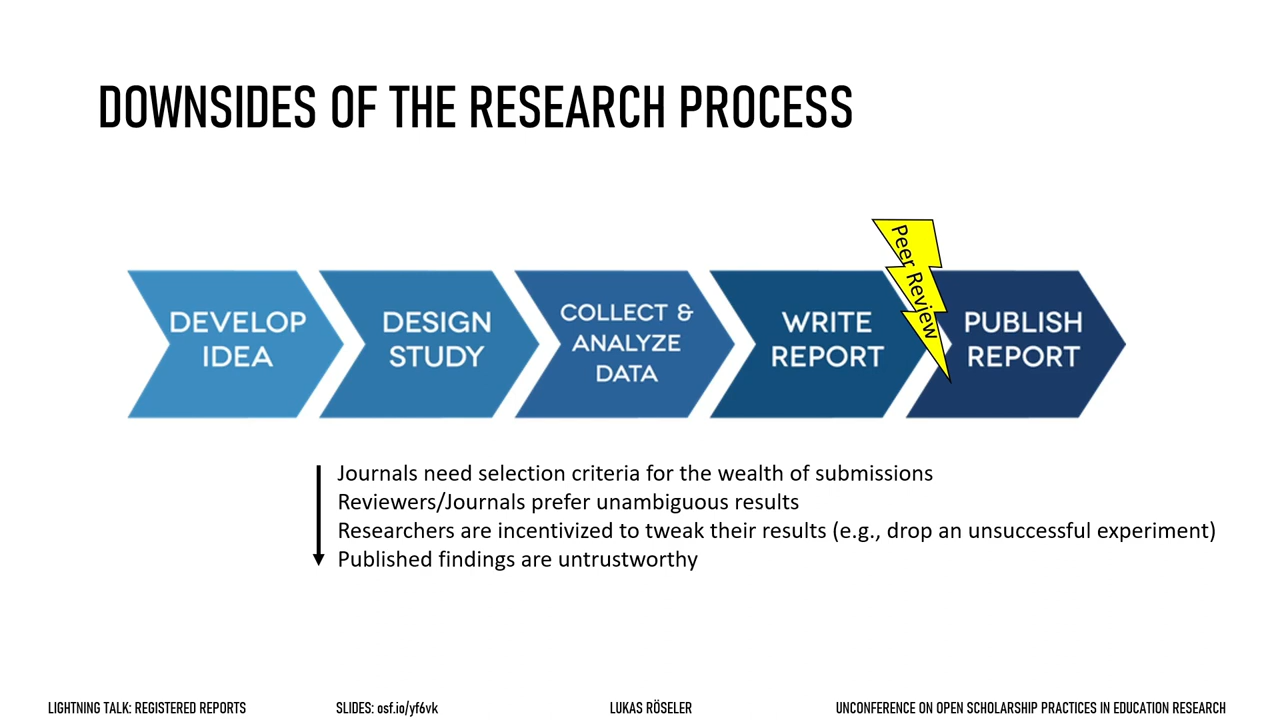 DOWNSIDES OF THE RESEARCH PROCESS
Peer Review
DEVELOP
IDEA
DESIGN
STUDY
COLLECT &
ANALYZE
DATA
WRITE
REPORT
PUBLISH
REPORT
Journals need selection criteria for the wealth of submissions
Reviewers/Journals prefer unambiguous results
Researchers are incentivized to tweak their results (e.g., drop an unsuccessful experiment)
Published findings are untrustworthy
LIGHTNING TALK: REGISTERED REPORTS
SLIDES: osf.io/yf6vk
LUKAS RÖSELER
UNCONFERENCE ON OPEN SCHOLARSHIP PRACTICES IN EDUCATION RESEARCH